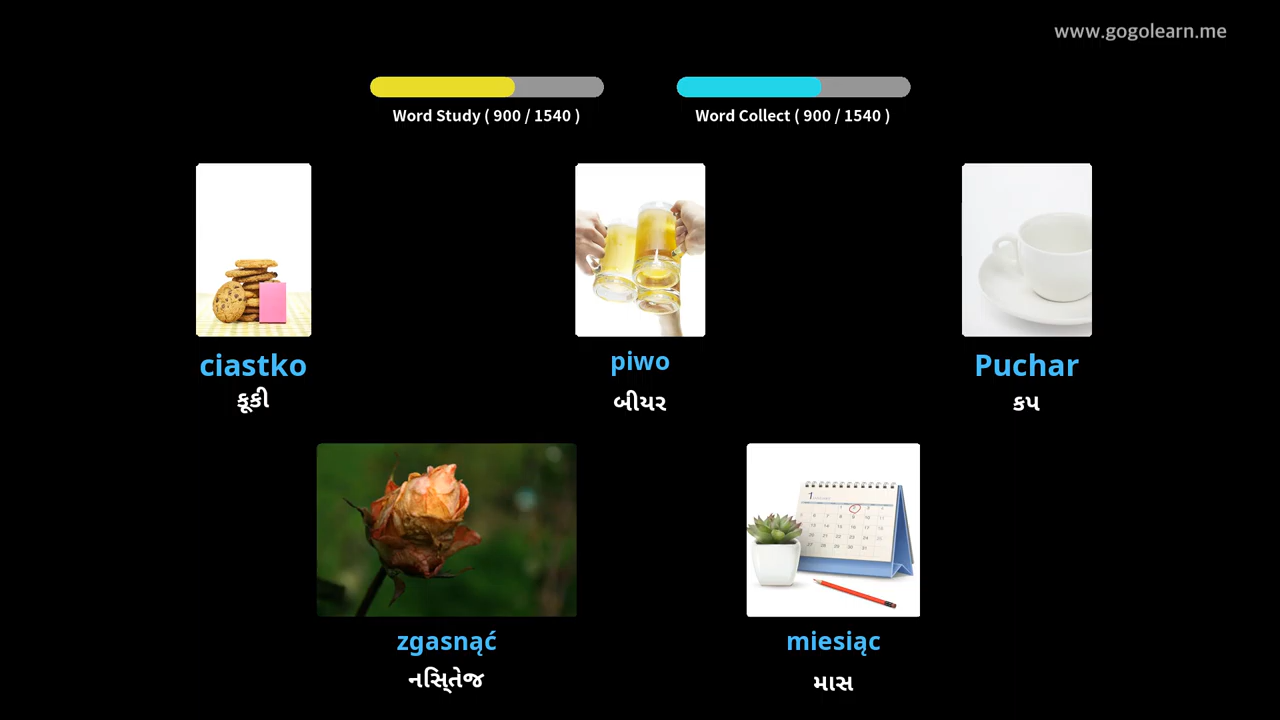 www.gogolearn.me
Word Study ( 900 / 1540 )
Word Collect ( 900 / 1540 )
ciastko
piwo
Puchar
કૂકી
બીયર
કપ
zgasnąć
miesiąc
નિસ્તેજ
માસ